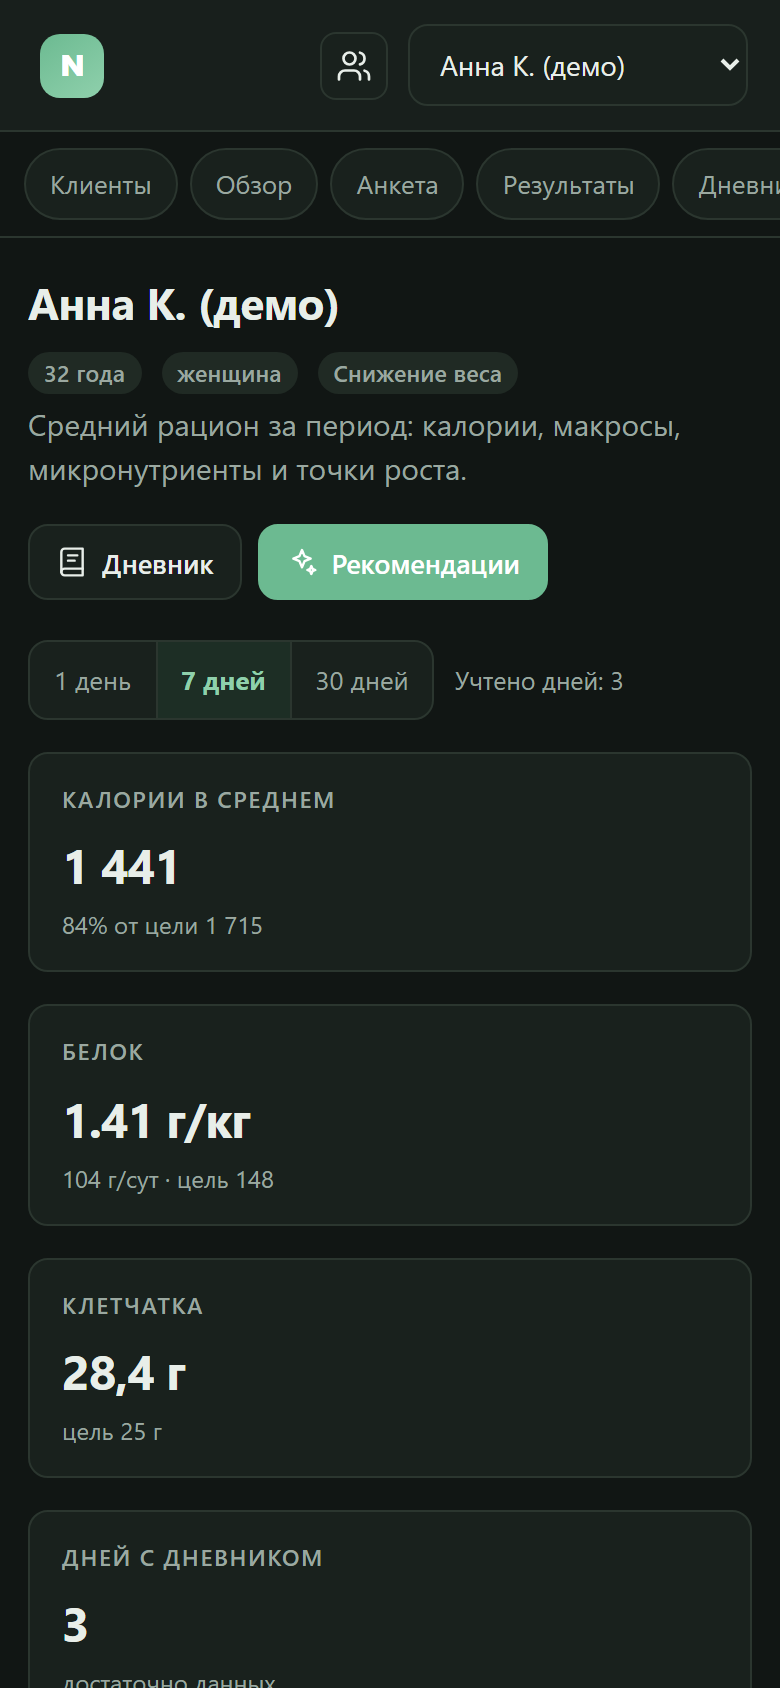 N
Анна К. (демо)
Клиенты
Обзор
Анкета
Результаты
Дневни
Анна К. (демо)
32 года
женщина
Снижение веса
Средний рацион за период: калории, макросы,
микронутриенты и точки роста.
Дневник
Рекомендации
1 день
7 дней
30 дней
Учтено дней: 3
КАЛОРИИ В СРЕДНЕМ
1 441
84% от цели 1 715
БЕЛОК
1.41 г/кг
104 г/сут · цель 148
КЛЕТЧАТКА
28,4 г
цель 25 г
ДНЕЙ С ДНЕВНИКОМ
3
достаточно данных